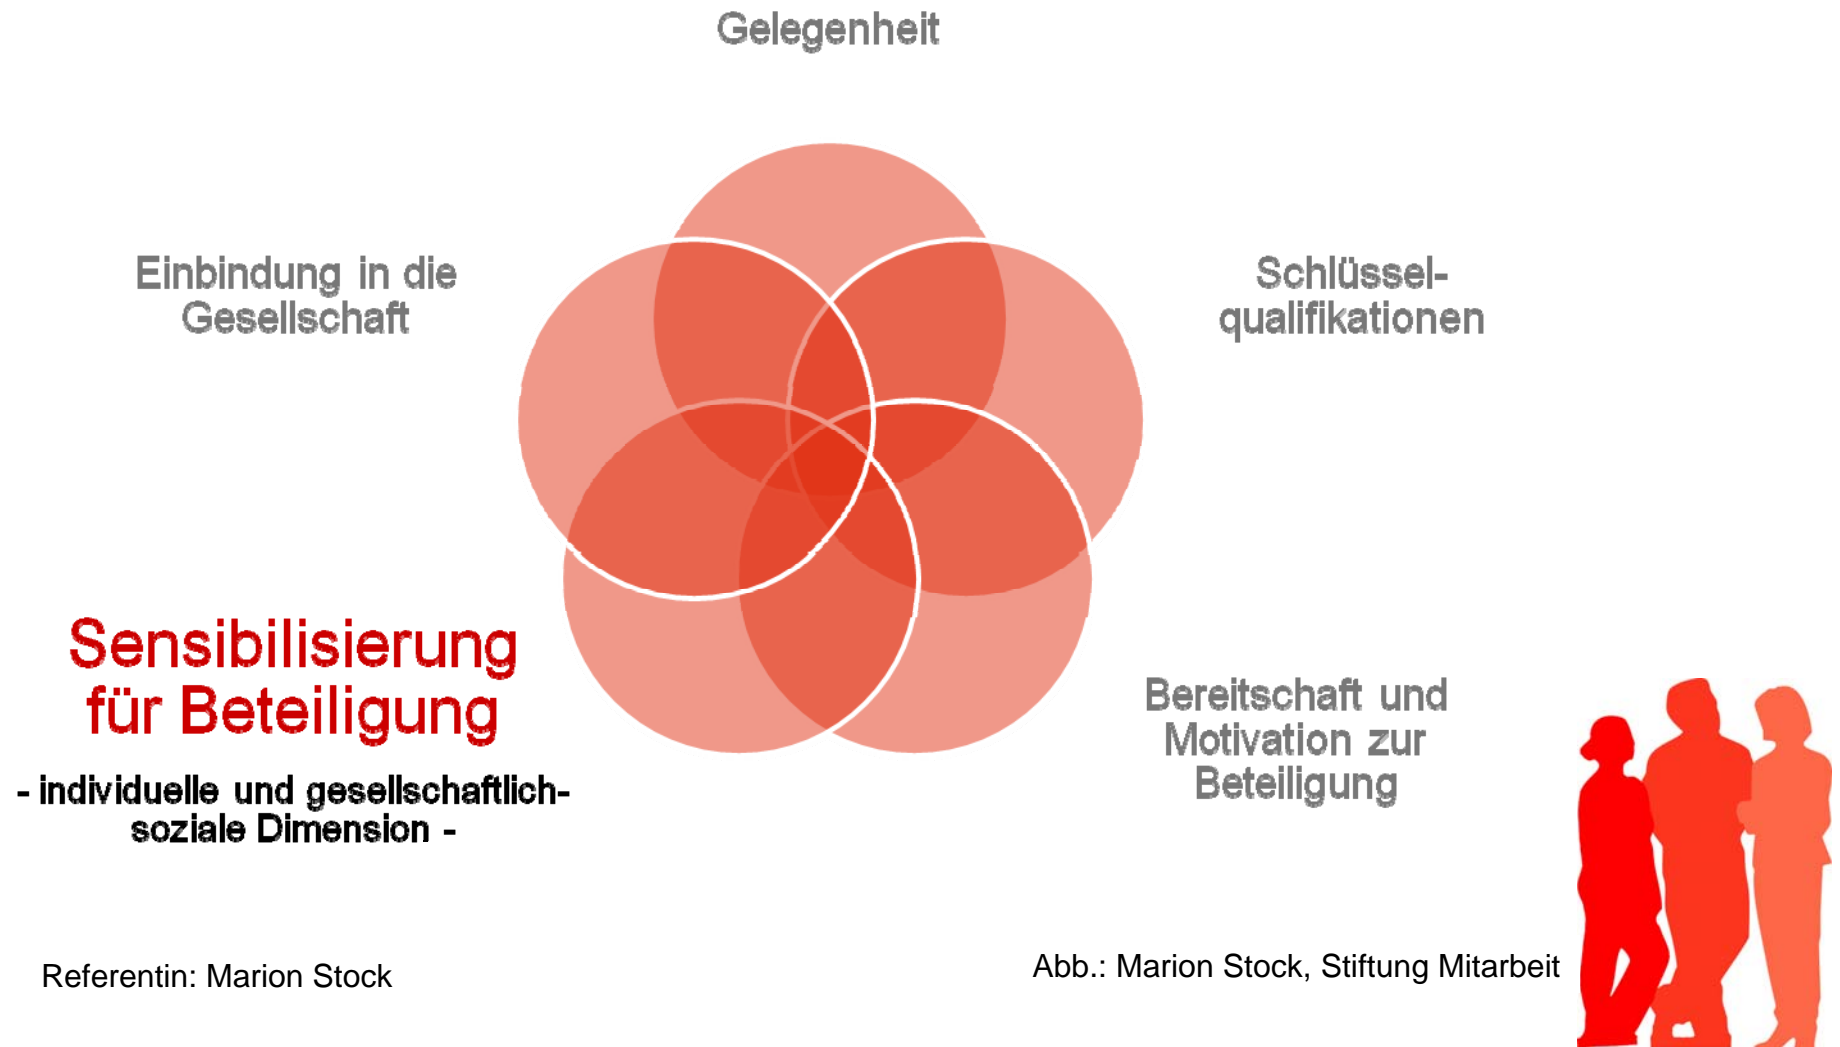 Gelegenheit
Einbindung in die
Gesellschaft
Schlüssel-
qualifikationen
Sensibilisierung
für Beteiligung
- individuelle und gesellschaftlich-
soziale Dimension -
Bereitschaft und
Motivation zur
Beteiligung
Referentin: Marion Stock
Abb.: Marion Stock, Stiftung Mitarbeit